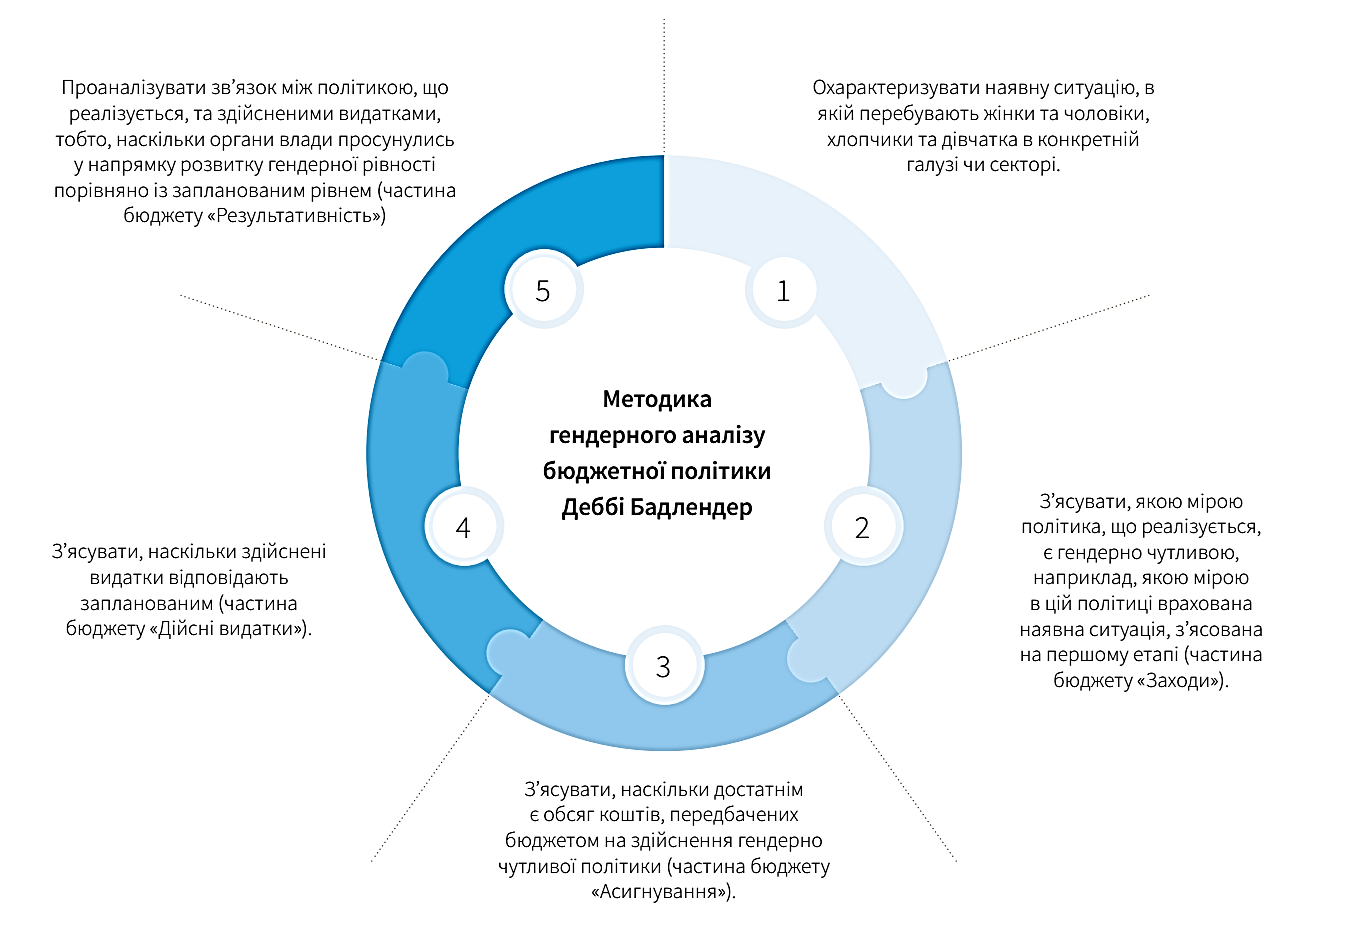 Методика
гендерного аналізу
бюджетної політики
Деббі Бадлендер
1
Охарактеризувати наявну ситуацію, в
якій перебувають жінки та чоловіки,
хлопчики та дівчатка в конкретній
галузі чи секторі.
2
З’ясувати, якою мірою
політика, що реалізується,
є гендерно чутливою,
наприклад, якою мірою
в цій політиці врахована
наявна ситуація, з’ясована
на першому етапі (частина
бюджету «Заходи»).
3
З’ясувати, наскільки достатнім
є обсяг коштів, передбачених
бюджетом на здійснення гендерно
чутливої політики (частина бюджету
«Асигнування»).
4
З’ясувати, наскільки здійснені
видатки відповідають
запланованим (частина
бюджету «Дійсні видатки»).
5
Проаналізувати зв’язок між політикою, що
реалізується, та здійсненими видатками,
тобто, наскільки органи влади просунулись
у напрямку розвитку гендерної рівності
порівняно із запланованим рівнем (частина
бюджету «Результативність»)